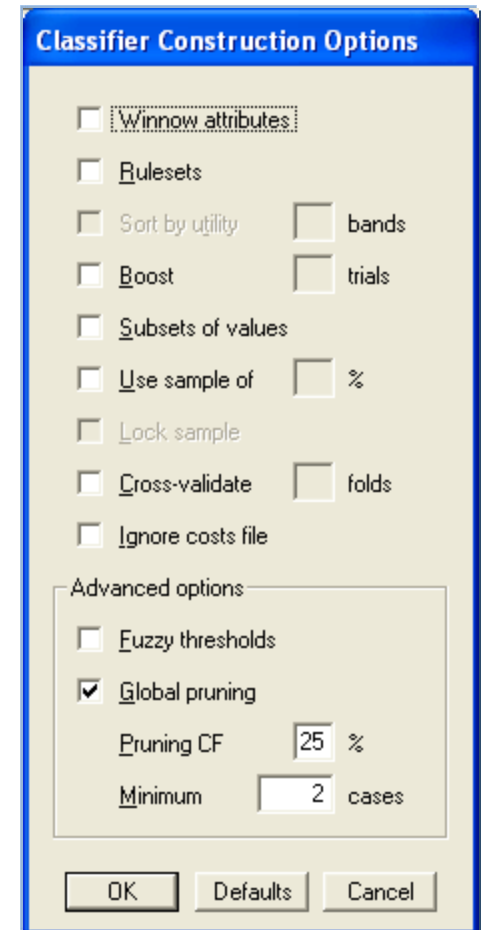 Classifier Construction Options
Winnow attributes
Rulesets
Sort by utility bands
Boost trials
Subsets of values
Use sample of %
Lock sample
Cross-validate folds
Ignore costs file
Advanced options
Fuzzy thresholds
Global pruning
Pruning CF 25 %
Minimum 2 cases
OK Defaults Cancel